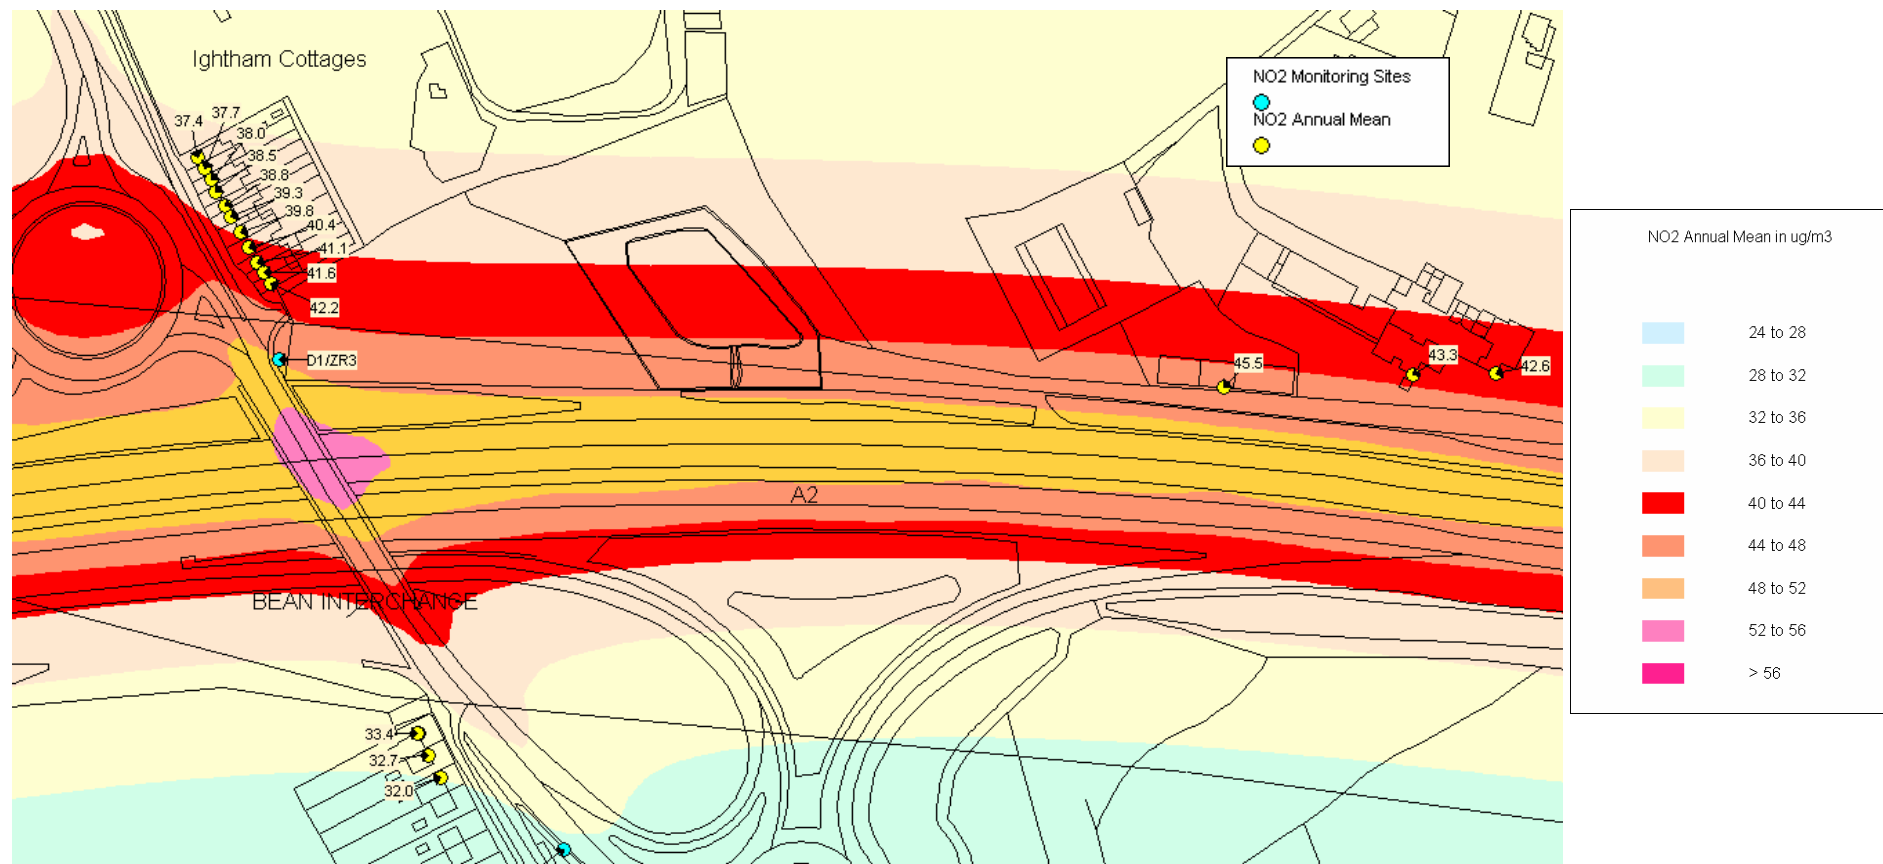 Ightham Cottages
NO2 Monitoring Sites
NO2 Annual Mean
37.4
37.7
38.0
38.5
38.8
39.3
39.8
40.4
41.1
41.6
42.2
D1/ZR3
45.5
43.3
42.6
A2
BEAN INTERCHANGE
33.4
32.7
32.0
NO2 Annual Mean in ug/m3
24 to 28
28 to 32
32 to 36
36 to 40
40 to 44
44 to 48
48 to 52
52 to 56
> 56